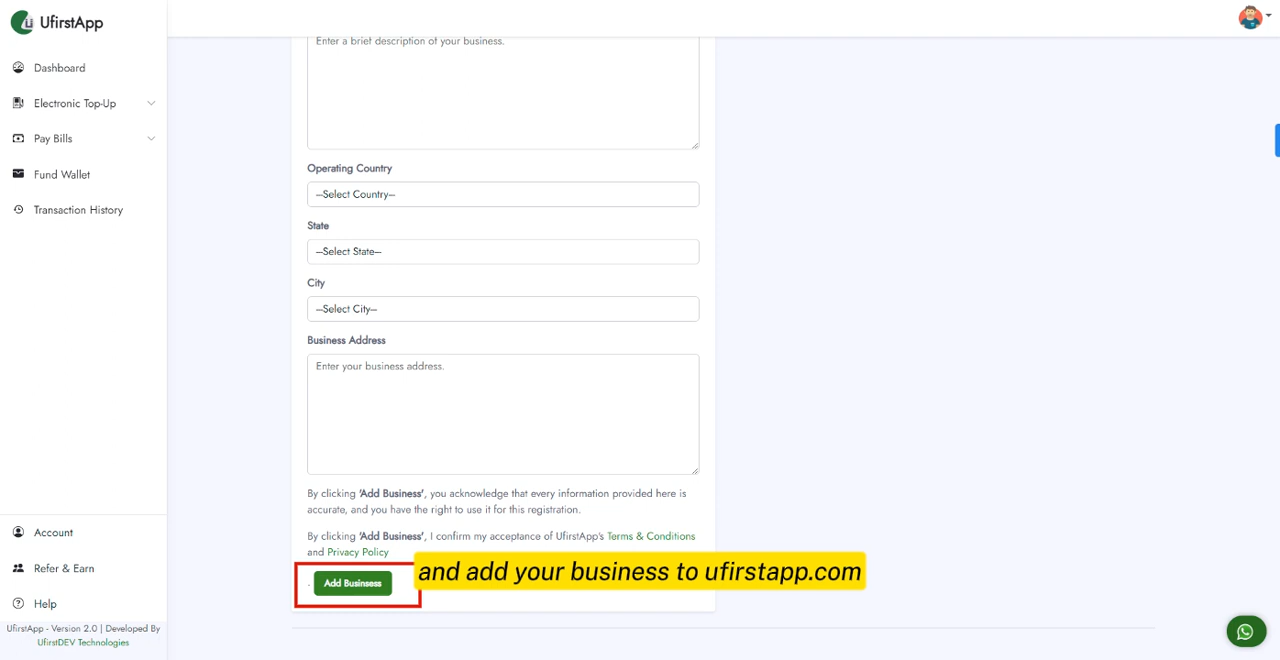 UfirstApp
Dashboard
Electronic Top-Up
Pay Bills
Fund Wallet
Transaction History
Account
Refer & Earn
Help
UfirstApp - Version 2.0 | Developed By
UfirstDEV Technologies
Enter a brief description of your business.
Operating Country
---Select Country---
State
---Select State---
City
---Select City---
Business Address
Enter your business address.
By clicking 'Add Business', you acknowledge that every information provided here is
accurate, and you have the right to use it for this registration.
By clicking 'Add Business', I confirm my acceptance of UfirstApp's Terms & Conditions
and Privacy Policy
Add Businsess
and add your business to ufirstapp.com